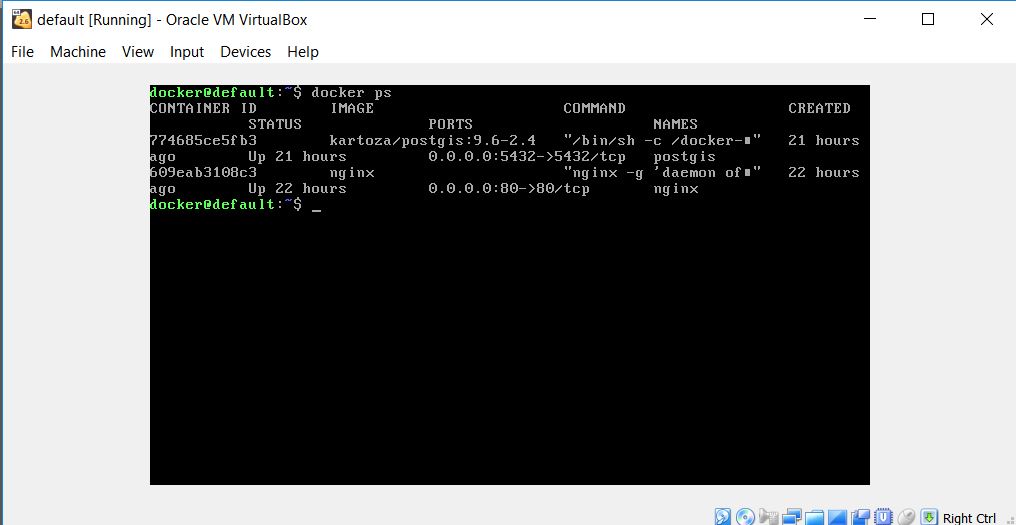 default [Running] - Oracle VM VirtualBox
File Machine View Input Devices Help
docker@default:~$ docker ps
CONTAINER ID IMAGE COMMAND CREATED
STATUS PORTS NAMES
774685ce5fb3 kartoza/postgis:9.6-2.4 "/bin/sh -c /docker-∎" 21 hours
ago Up 21 hours 0.0.0.0:5432->5432/tcp postgis
609eab3108c3 nginx "nginx -g 'daemon of∎" 22 hours
ago Up 22 hours 0.0.0.0:80->80/tcp nginx
docker@default:~$ _
Right Ctrl